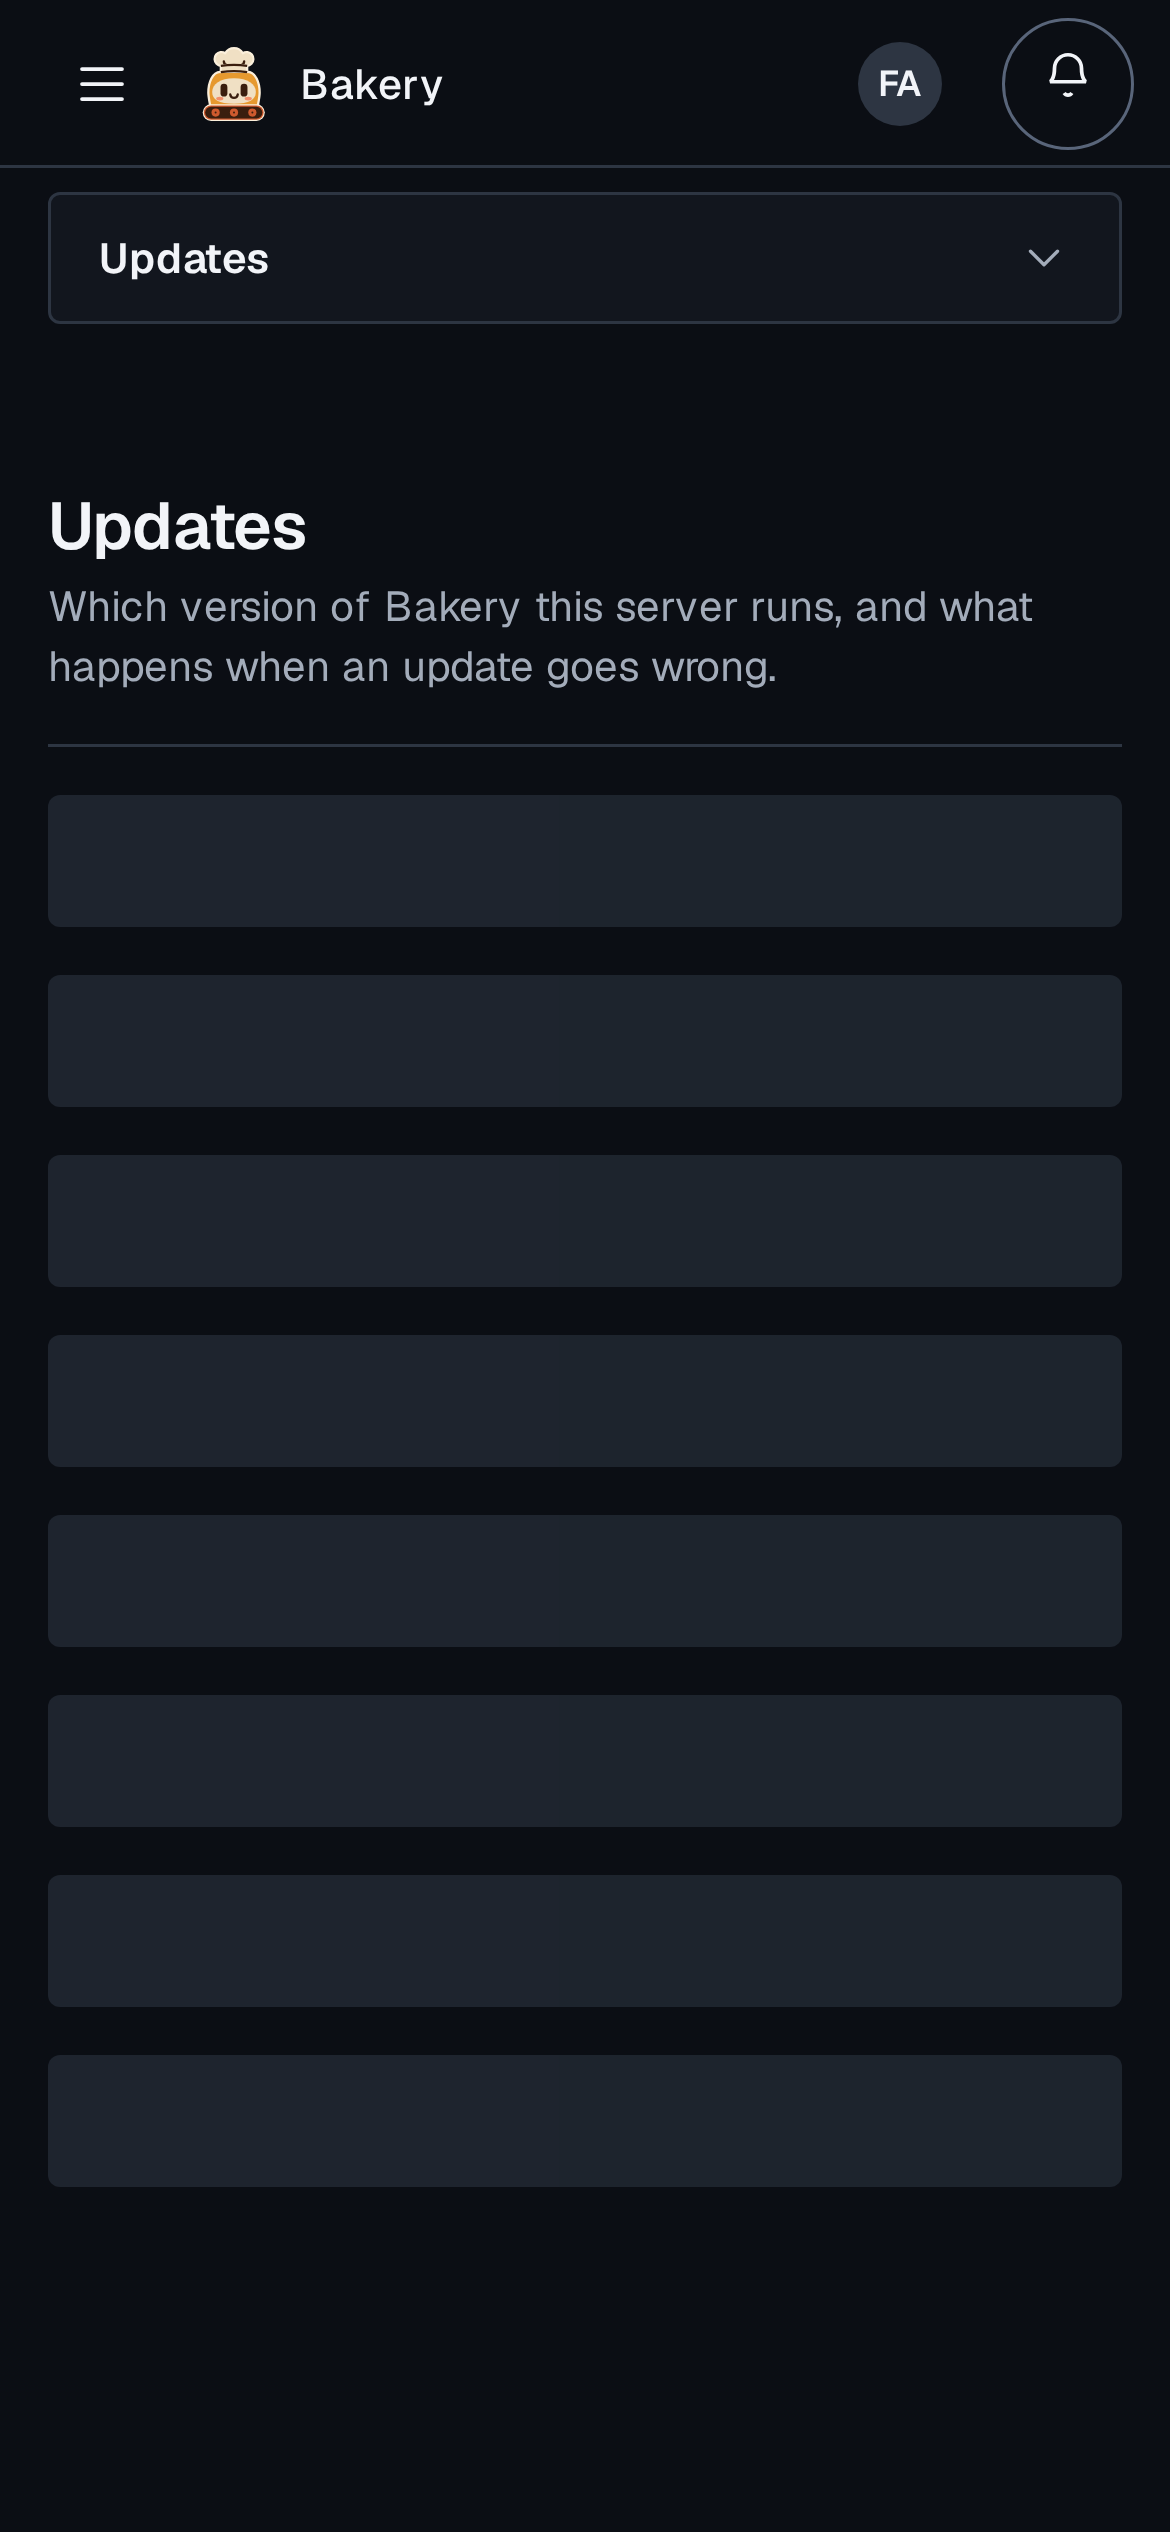 Bakery
FA
Updates
Updates
Which version of Bakery this server runs, and what
happens when an update goes wrong.